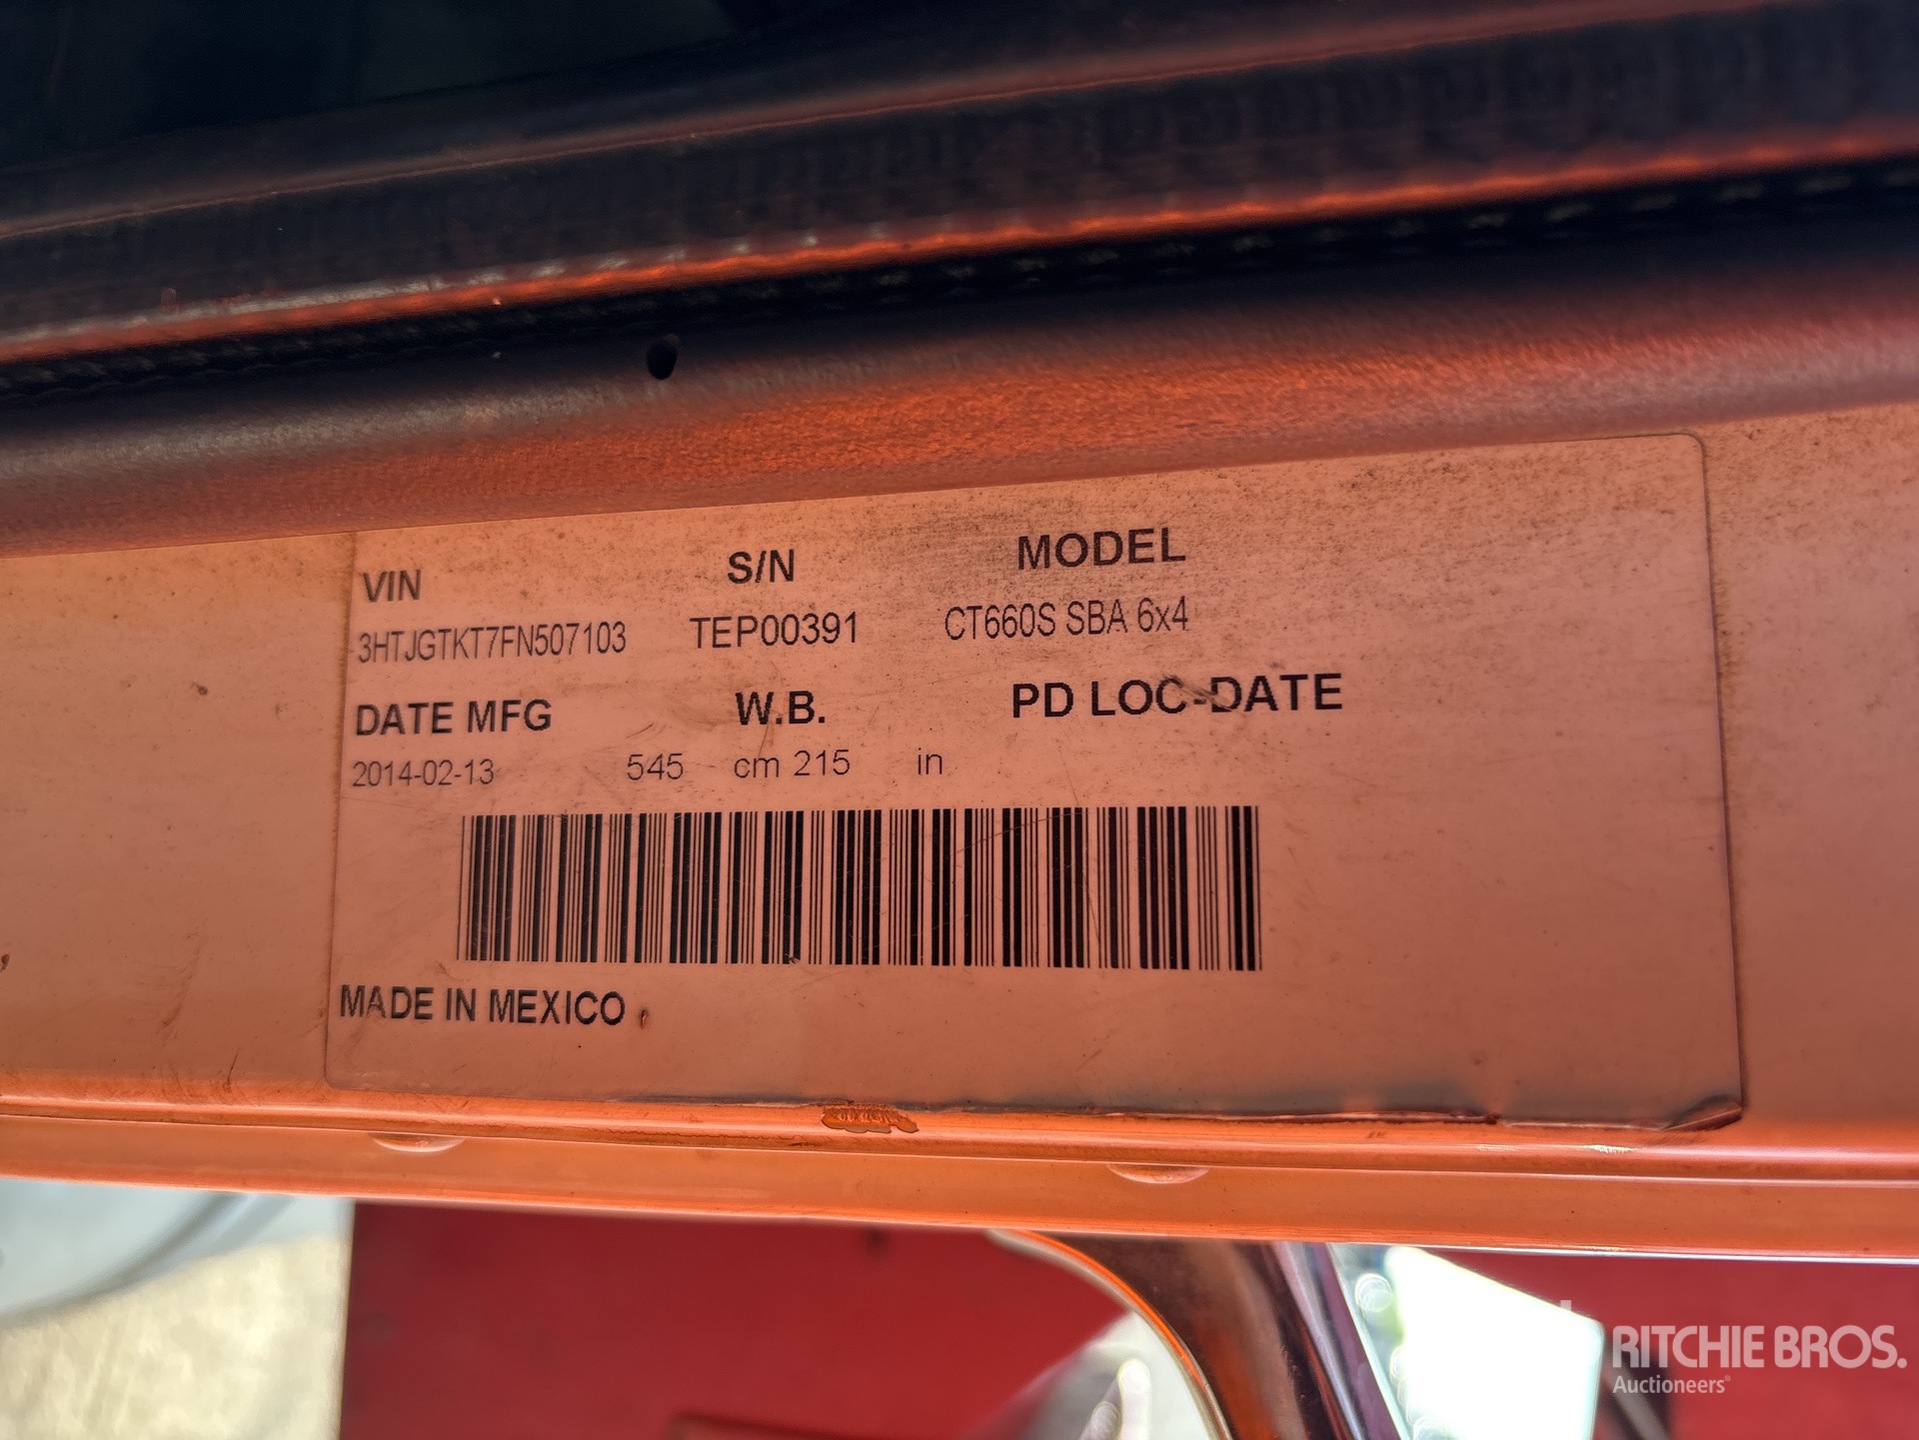 VIN S/N MODEL
3HTJGTKT7FN507103 TEP00391 CT660S SBA 6x4
DATE MFG W.B. PD LOC-DATE
2014-02-13 545 cm 215 in
MADE IN MEXICO
RITCHIE BROS.
Auctioneers